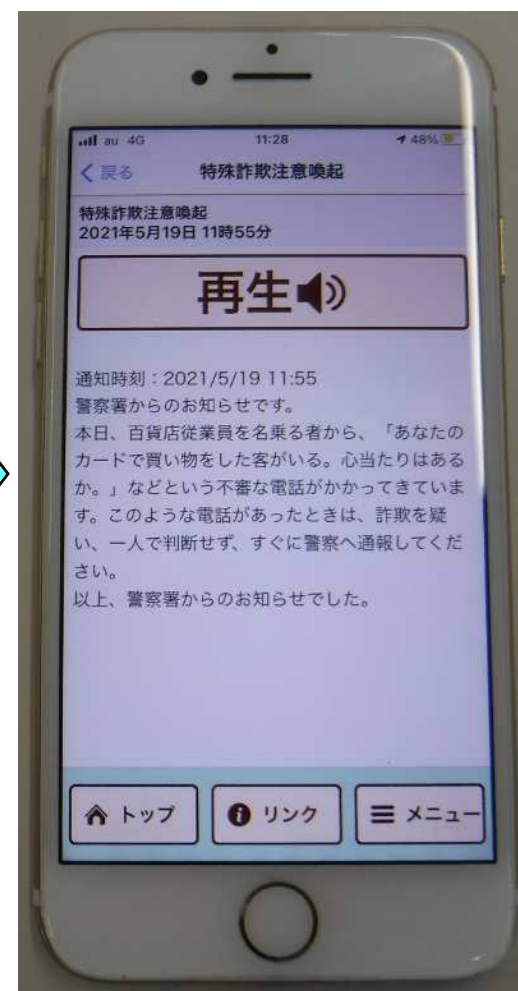 au 4G 11:28 48%
戻る 特殊詐欺注意喚起
特殊詐欺注意喚起
2021年5月19日 11時55分
再生
通知時刻：2021/5/19 11:55
警察署からのお知らせです。
本日、百貨店従業員を名乗る者から、「あなたの
カードで買い物をした客がいる。心当たりはある
か。」などという不審な電話がかかってきていま
す。このような電話があったときは、詐欺を疑
い、一人で判断せず、すぐに警察へ通報してくだ
さい。
以上、警察署からのお知らせでした。
トップ リンク メニュー